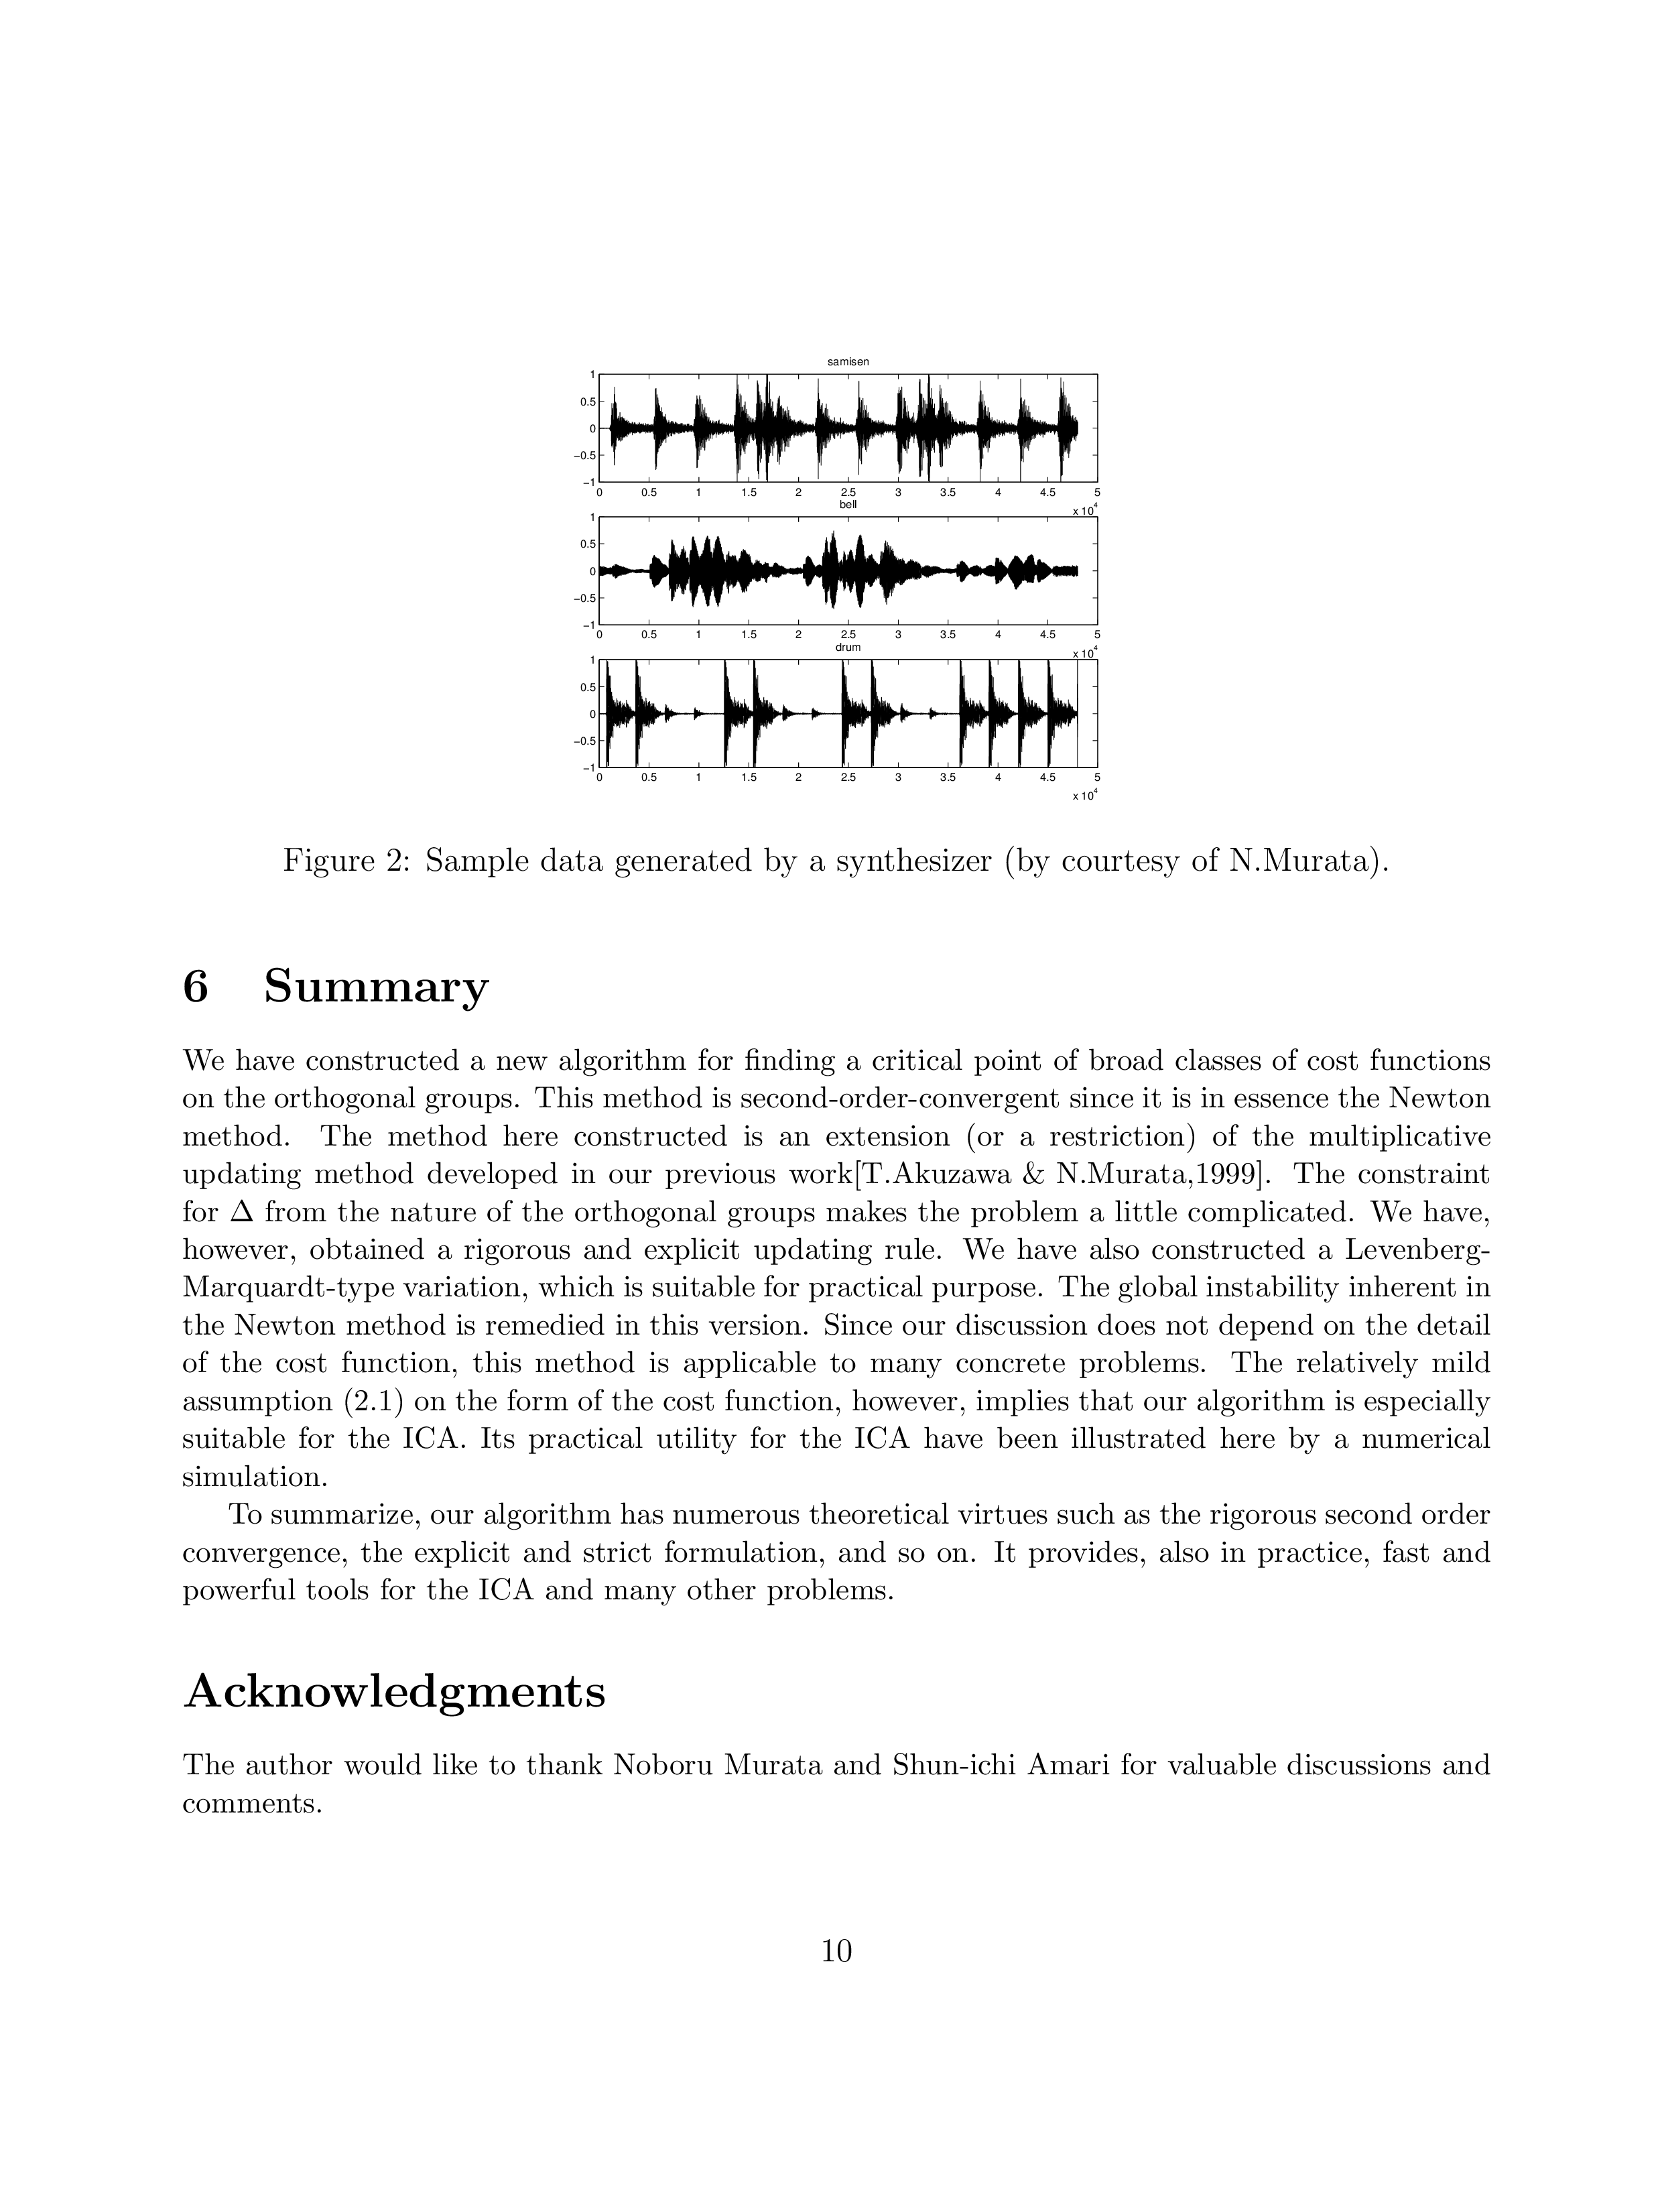 samisen
1
0.5
0
−0.5
−1
0 0.5 1 1.5 2 2.5 3 3.5 4 4.5 5
x 10^4
bell
1
0.5
0
−0.5
−1
0 0.5 1 1.5 2 2.5 3 3.5 4 4.5 5
x 10^4
drum
1
0.5
0
−0.5
−1
0 0.5 1 1.5 2 2.5 3 3.5 4 4.5 5
x 10^4
Figure 2: Sample data generated by a synthesizer (by courtesy of N.Murata).
6 Summary
We have constructed a new algorithm for finding a critical point of broad classes of cost functions
on the orthogonal groups. This method is second-order-convergent since it is in essence the Newton
method. The method here constructed is an extension (or a restriction) of the multiplicative
updating method developed in our previous work[T.Akuzawa & N.Murata,1999]. The constraint
for Δ from the nature of the orthogonal groups makes the problem a little complicated. We have,
however, obtained a rigorous and explicit updating rule. We have also constructed a Levenberg-
Marquardt-type variation, which is suitable for practical purpose. The global instability inherent in
the Newton method is remedied in this version. Since our discussion does not depend on the detail
of the cost function, this method is applicable to many concrete problems. The relatively mild
assumption (2.1) on the form of the cost function, however, implies that our algorithm is especially
suitable for the ICA. Its practical utility for the ICA have been illustrated here by a numerical
simulation.
To summarize, our algorithm has numerous theoretical virtues such as the rigorous second order
convergence, the explicit and strict formulation, and so on. It provides, also in practice, fast and
powerful tools for the ICA and many other problems.
Acknowledgments
The author would like to thank Noboru Murata and Shun-ichi Amari for valuable discussions and
comments.
10